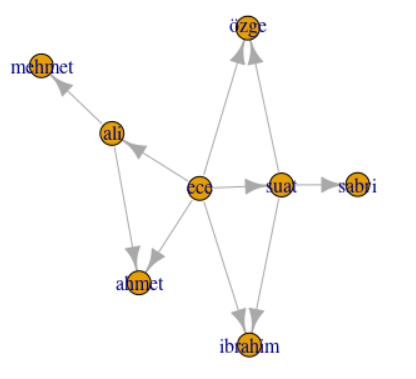 özge
mehmet
ali
ece
suat
sabri
ahmet
ibrahim